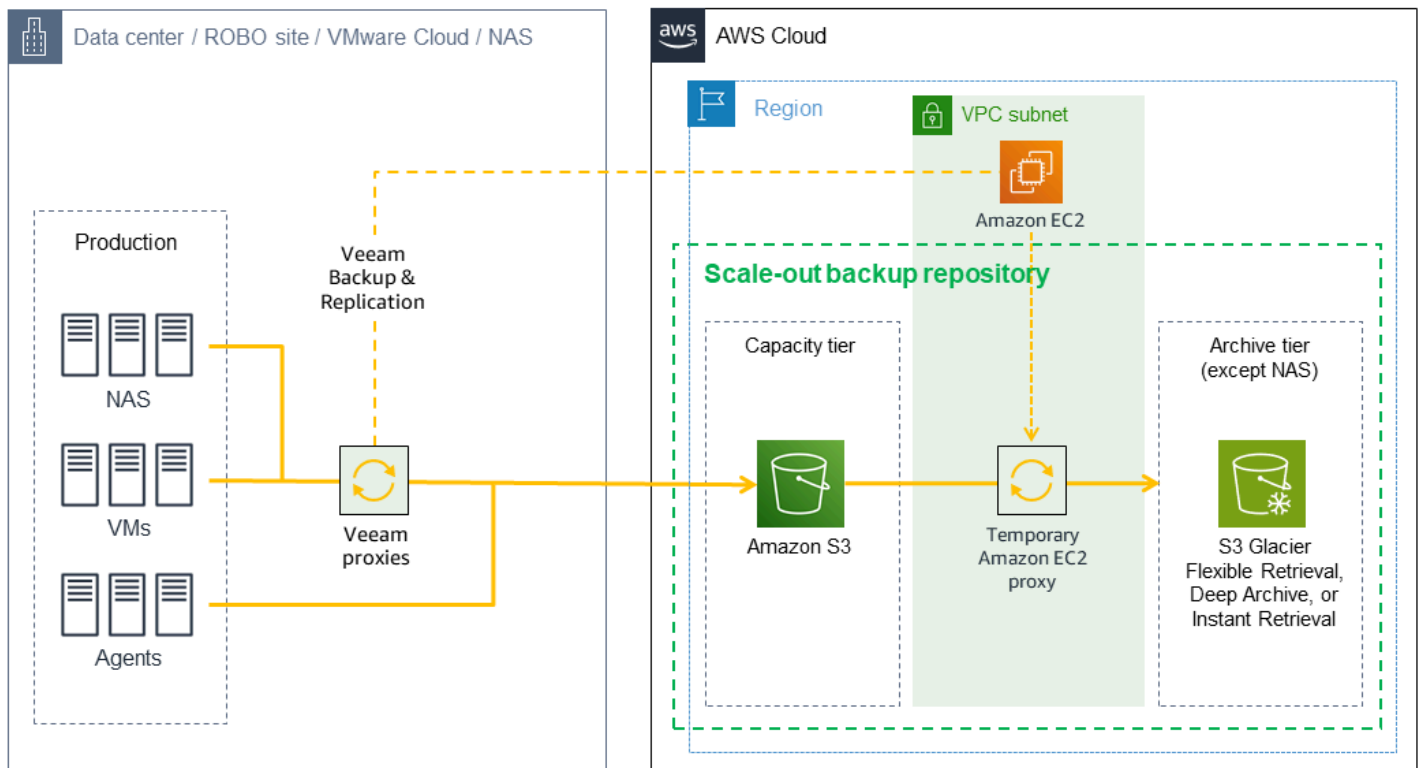 Data center / ROBO site / VMware Cloud / NAS
aws
AWS Cloud
Region
VPC subnet
Amazon EC2
Production
Veeam
Backup &
Replication
Scale-out backup repository
NAS
VMs
Agents
Veeam
proxies
Capacity tier
Amazon S3
Temporary
Amazon EC2
proxy
Archive tier
(except NAS)
S3 Glacier
Flexible Retrieval,
Deep Archive, or
Instant Retrieval